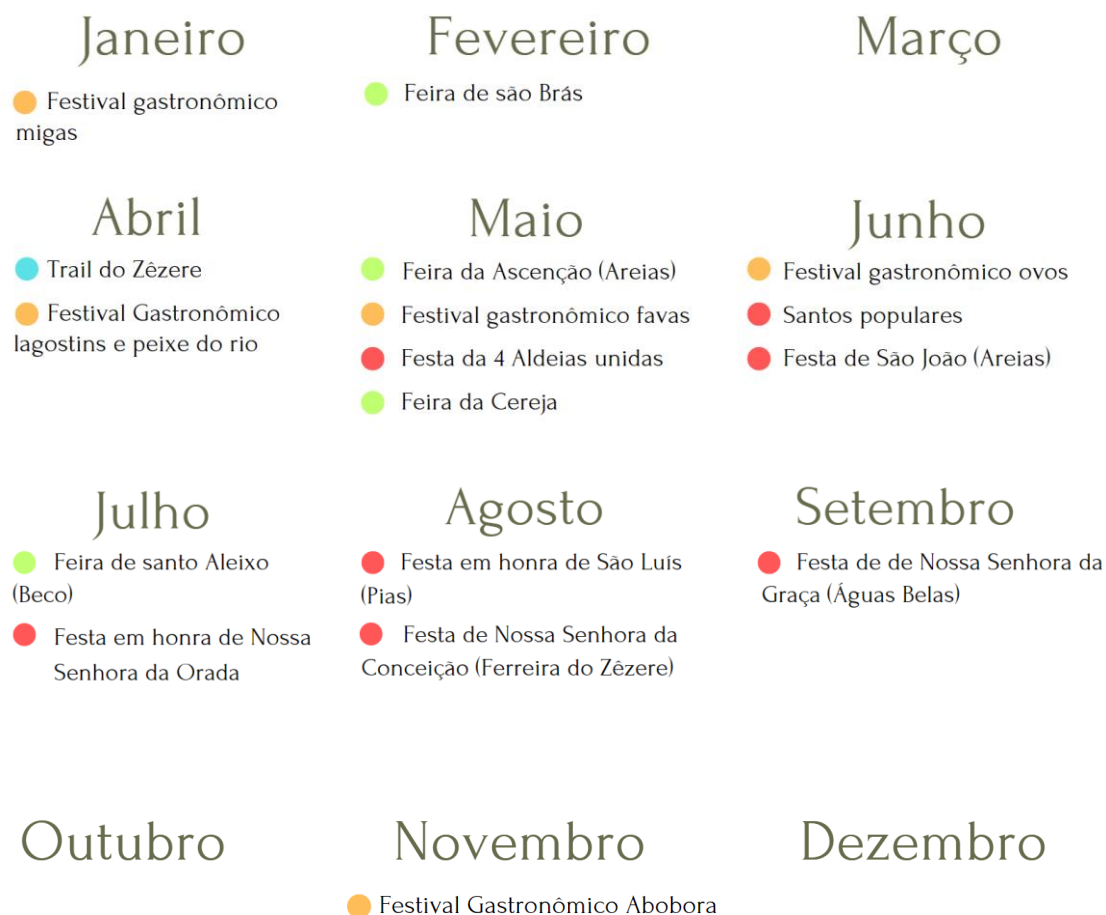 Janeiro
Festival gastronômico
migas
Fevereiro
Feira de são Brás
Março
Abril
Trail do Zêzere
Festival Gastronômico
lagostins e peixe do rio
Maio
Feira da Ascenção (Areias)
Festival gastronômico favas
Festa da 4 Aldeias unidas
Feira da Cereja
Junho
Festival gastronômico ovos
Santos populares
Festa de São João (Areias)
Julho
Feira de santo Aleixo
(Beco)
Festa em honra de Nossa
Senhora da Orada
Agosto
Festa em honra de São Luís
(Pias)
Festa de Nossa Senhora da
Conceição (Ferreira do Zêzere)
Setembro
Festa de de Nossa Senhora da
Graça (Águas Belas)
Outubro
Novembro
Festival Gastronômico Abobora
Dezembro